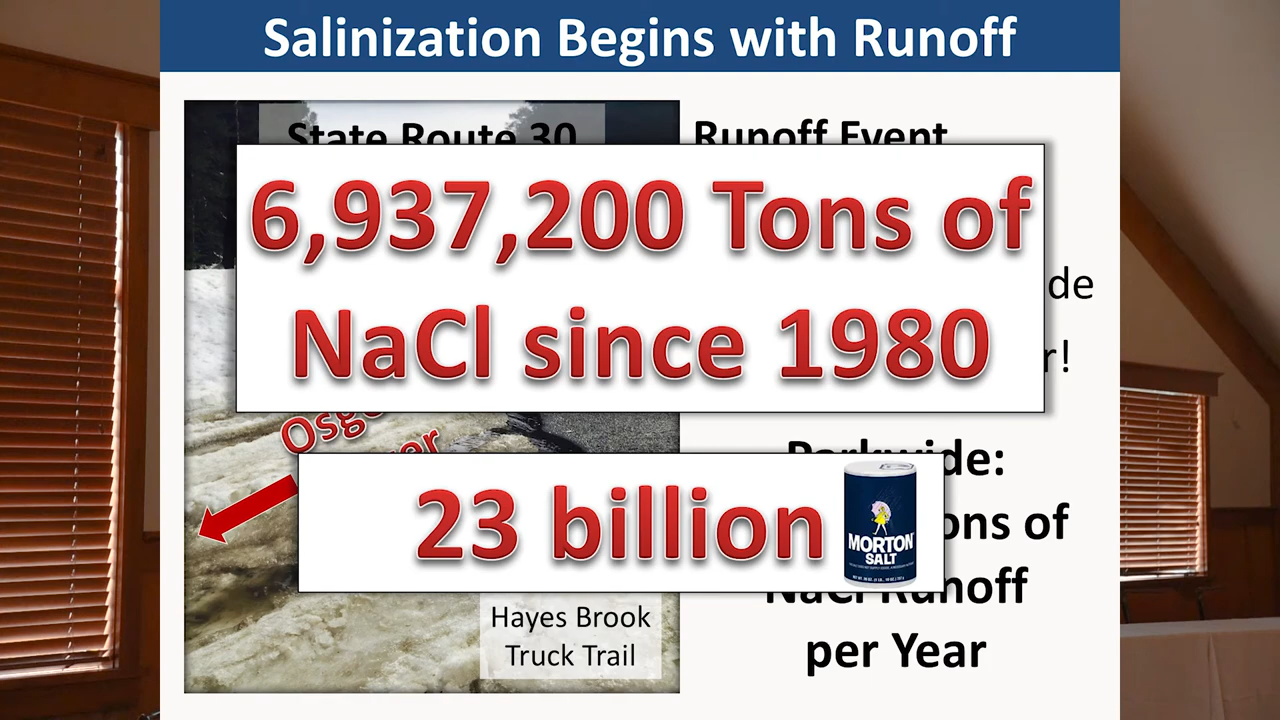 Salinization Begins with Runoff
State Route 30
Runoff Event
6,937,200 Tons of
NaCl since 1980
de
r!
Parkwide:
23 billion
MORTON
SALT
ons of
NaCl Runoff
per Year
Hayes Brook
Truck Trail